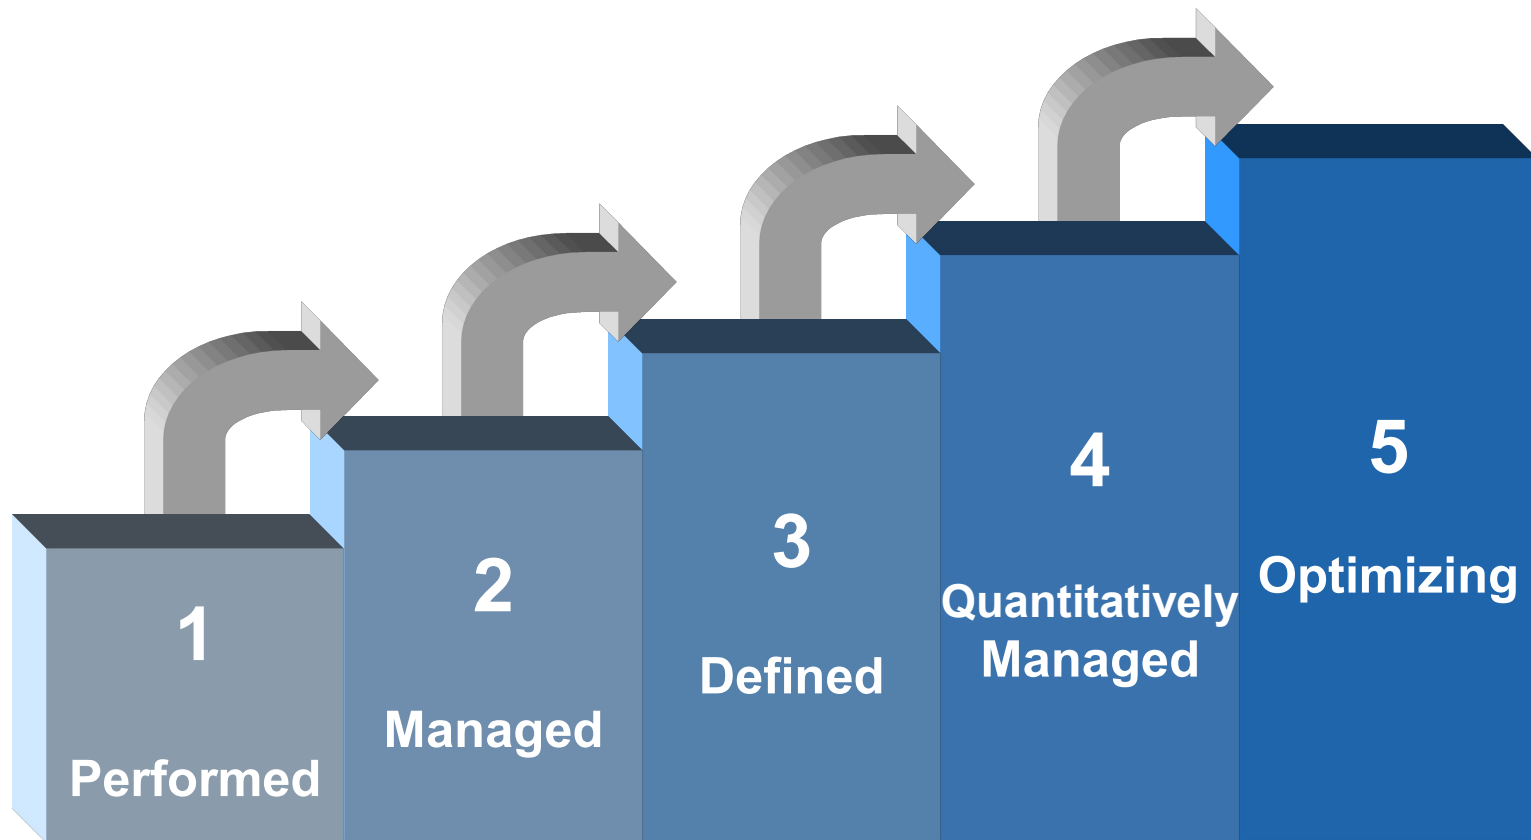 1
Performed
2
Managed
3
Defined
4
Quantitatively
Managed
5
Optimizing